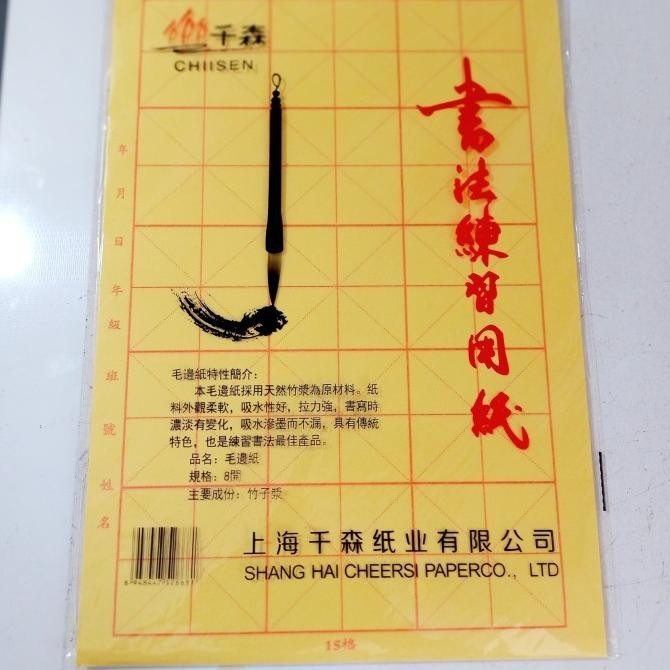 千森
CHIISEN
書法練習用紙
年月日年級班號姓名
毛邊紙特性簡介：
本毛邊紙採用天然竹漿為原材料。纸
料外觀柔軟，吸水性好，拉力強，書寫時
濃淡有變化，吸水滲墨而不漏，具有傳統
特色，也是練習書法最佳產品。
品名：毛邊紙
規格：8開
主要成份：竹子漿
上海千森纸业有限公司
SHANG HAI CHEERSI PAPERCO., LTD
15格